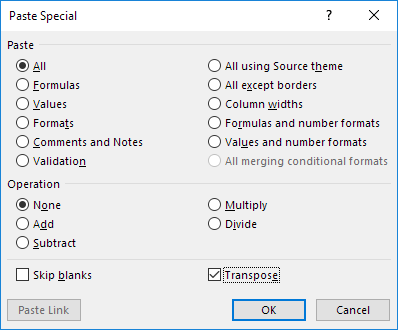 Paste Special
Paste
All
All using Source theme
Formulas
All except borders
Values
Column widths
Formats
Formulas and number formats
Comments and Notes
Values and number formats
Validation
All merging conditional formats
Operation
None
Multiply
Add
Divide
Subtract
Skip blanks
Transpose
Paste Link
OK
Cancel